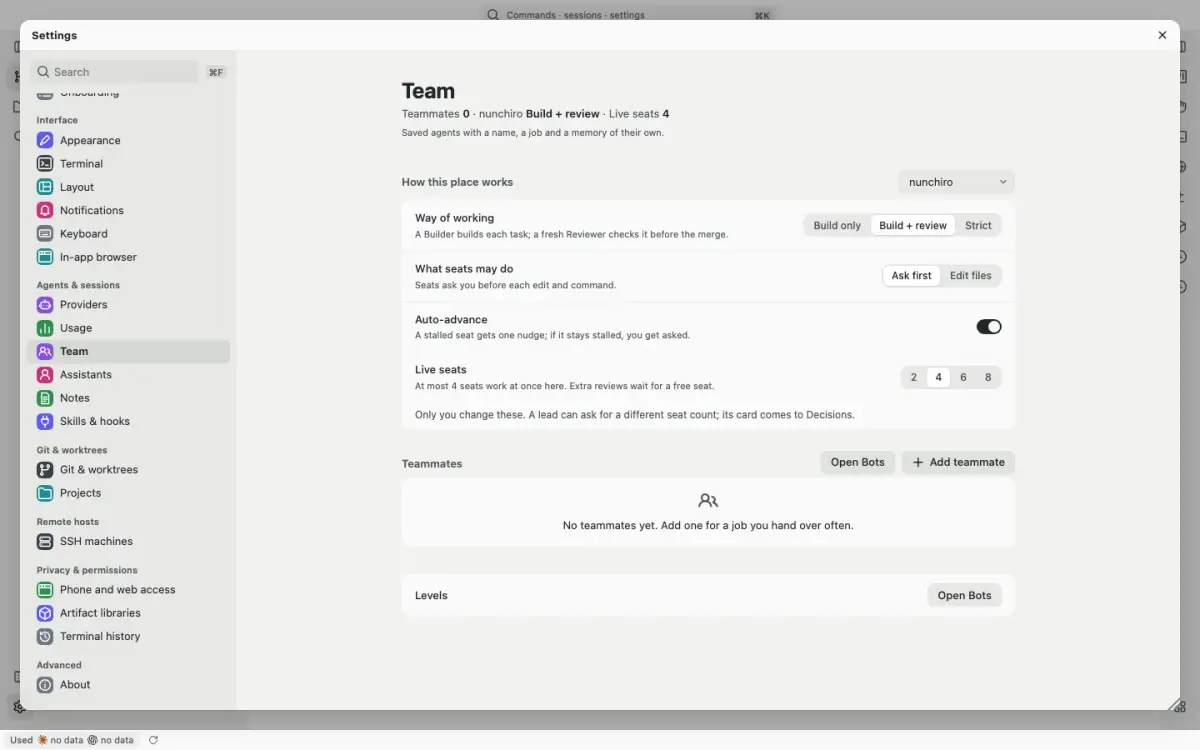 Commands · sessions · settings ⌘K
Settings
Search ⌘F
Onboarding
Interface
Appearance
Terminal
Layout
Notifications
Keyboard
In-app browser
Agents & sessions
Providers
Usage
Team
Assistants
Notes
Skills & hooks
Git & worktrees
Git & worktrees
Projects
Remote hosts
SSH machines
Privacy & permissions
Phone and web access
Artifact libraries
Terminal history
Advanced
About
Team
Teammates 0 · nunchiro Build + review · Live seats 4
Saved agents with a name, a job and a memory of their own.
How this place works
nunchiro
Way of working
A Builder builds each task; a fresh Reviewer checks it before the merge.
Build only Build + review Strict
What seats may do
Seats ask you before each edit and command.
Ask first Edit files
Auto-advance
A stalled seat gets one nudge; if it stays stalled, you get asked.
Live seats
At most 4 seats work at once here. Extra reviews wait for a free seat.
2 4 6 8
Only you change these. A lead can ask for a different seat count; its card comes to Decisions.
Teammates
Open Bots
+ Add teammate
No teammates yet. Add one for a job you hand over often.
Levels
Open Bots
Used no data no data